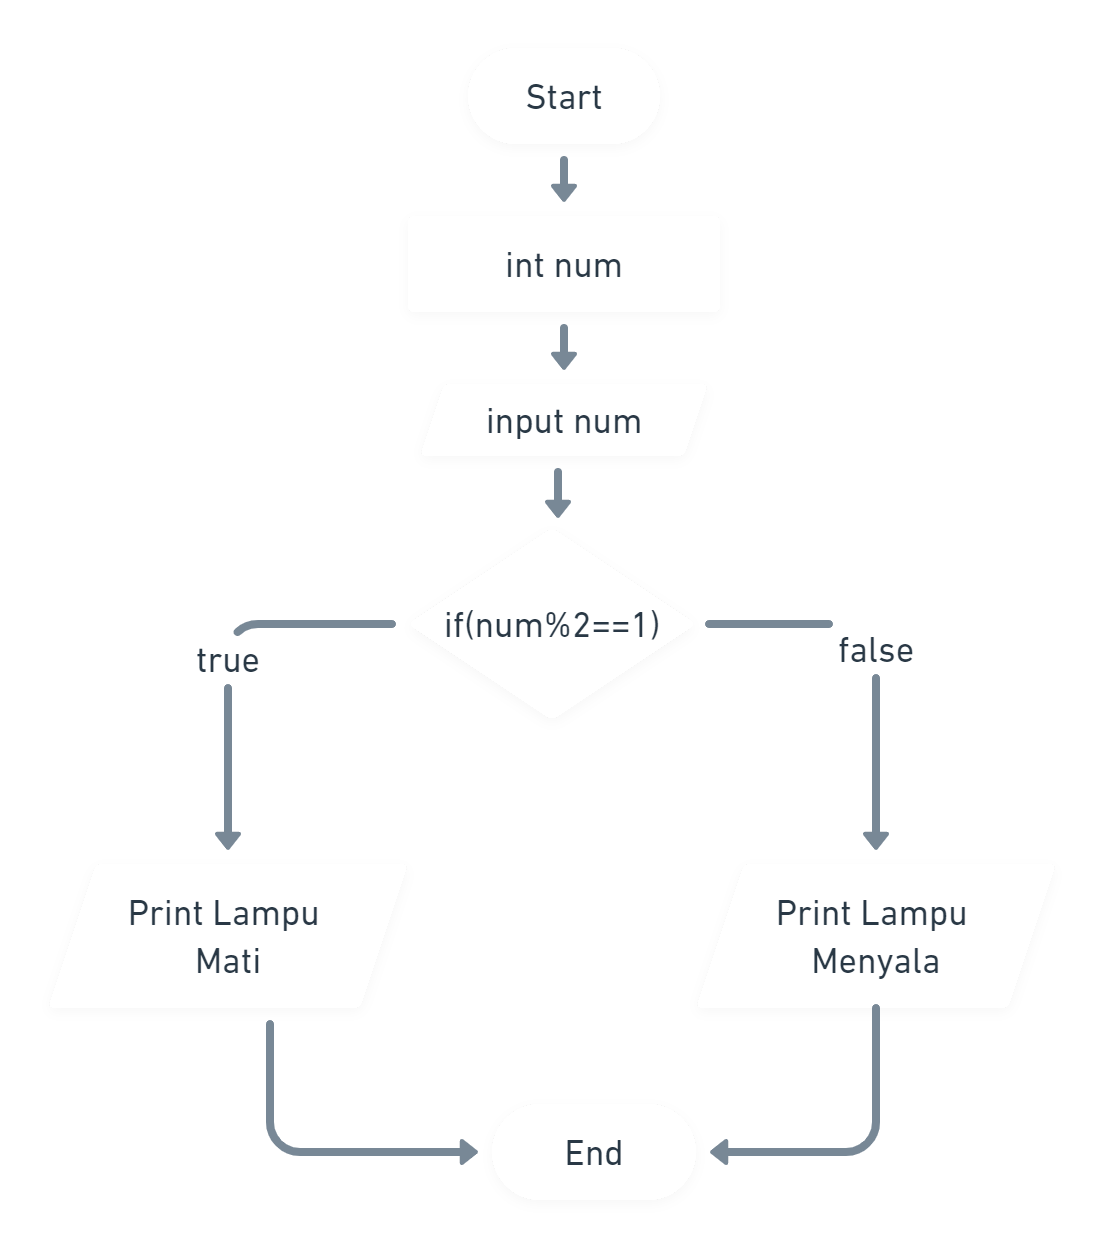 Start
int num
input num
if(num%2==1)
true
false
Print Lampu
Mati
Print Lampu
Menyala
End